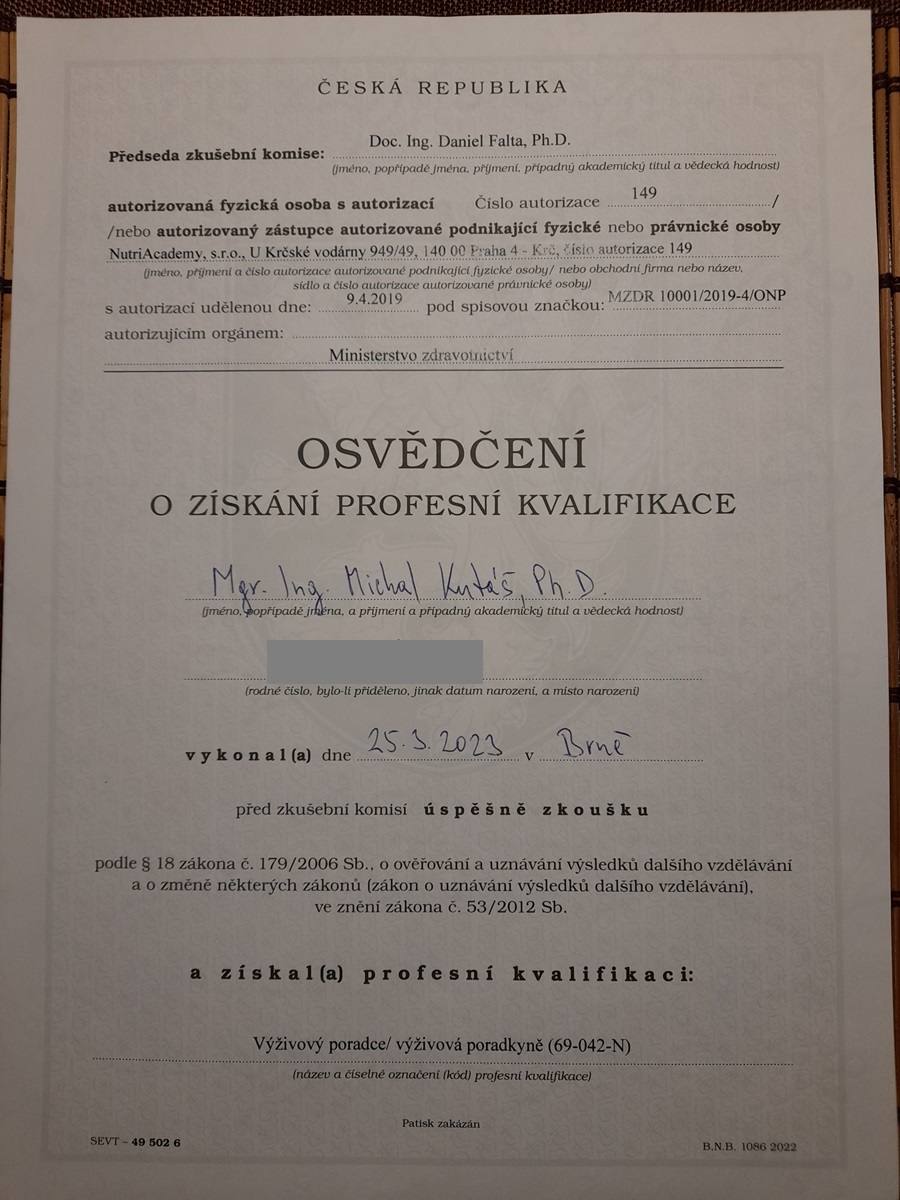 ČESKÁ REPUBLIKA
Doc. Ing. Daniel Falta, Ph.D.
Předseda zkušební komise:
(jméno, popřípadě jména, příjmení, případný akademický titul a vědecká hodnost)
autorizovaná fyzická osoba s autorizací Číslo autorizace 149 /
/nebo autorizovaný zástupce autorizované podnikající fyzické nebo právnické osoby
NutriAcademy, s.r.o., U Krčské vodárny 949/49, 140 00 Praha 4 - Krč, číslo autorizace 149
(jméno, příjmení a číslo autorizace autorizované podnikající fyzické osoby/ nebo obchodní firma nebo název,
sídlo a číslo autorizace autorizované právnické osoby)
s autorizací udělenou dne: 9.4.2019 pod spisovou značkou: MZDR 10001/2019-4/ONP
autorizujícím orgánem:
Ministerstvo zdravotnictví
OSVĚDČENÍ
O ZÍSKÁNÍ PROFESNÍ KVALIFIKACE
Mgr. Ing. Michal Kutáš, Ph.D.
(jméno, popřípadě jména, a příjmení a případný akademický titul a vědecká hodnost)
(rodné číslo, bylo-li přiděleno, jinak datum narození, a místo narození)
vykonal(a) dne 25.3.2023 v Brně
před zkušební komisí úspěšně zkoušku
podle § 18 zákona č. 179/2006 Sb., o ověřování a uznávání výsledků dalšího vzdělávání
a o změně některých zákonů (zákon o uznávání výsledků dalšího vzdělávání),
ve znění zákona č. 53/2012 Sb.
a získal(a) profesní kvalifikaci:
Výživový poradce/ výživová poradkyně (69-042-N)
(název a číselné označení (kód) profesní kvalifikace)
Patisk zakázán
SEVT – 49 502 6
B.N.B. 1086 2022